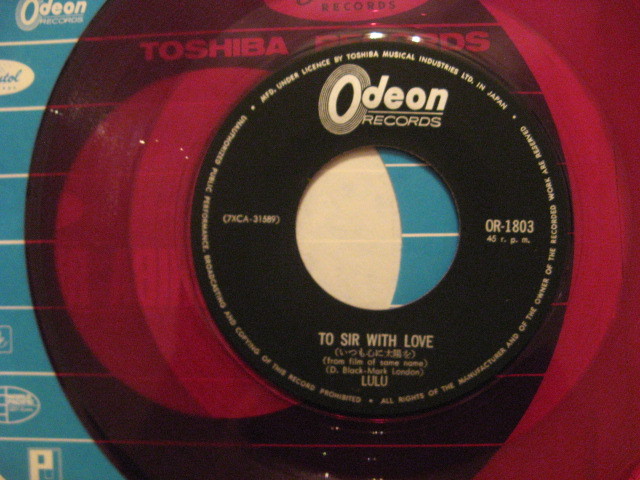 Odeon
RECORDS
RECORDS
TOSHIBA RECORDS
MFD. UNDER LICENCE BY TOSHIBA MUSICAL INDUSTRIES LTD. IN JAPAN
Odeon
RECORDS
(7XCA-31589)
OR-1803
45 r. p. m.
TO SIR WITH LOVE
(いつも心に太陽を)
(from film of same name)
(D. Black-Mark London)
LULU
UNAUTHORIZED PUBLIC PERFORMANCE, BROADCASTING AND COPYING OF THIS RECORD PROHIBITED • ALL RIGHTS OF THE MANUFACTURER AND OF THE OWNER OF THE RECORDED WORK ARE RESERVED
P